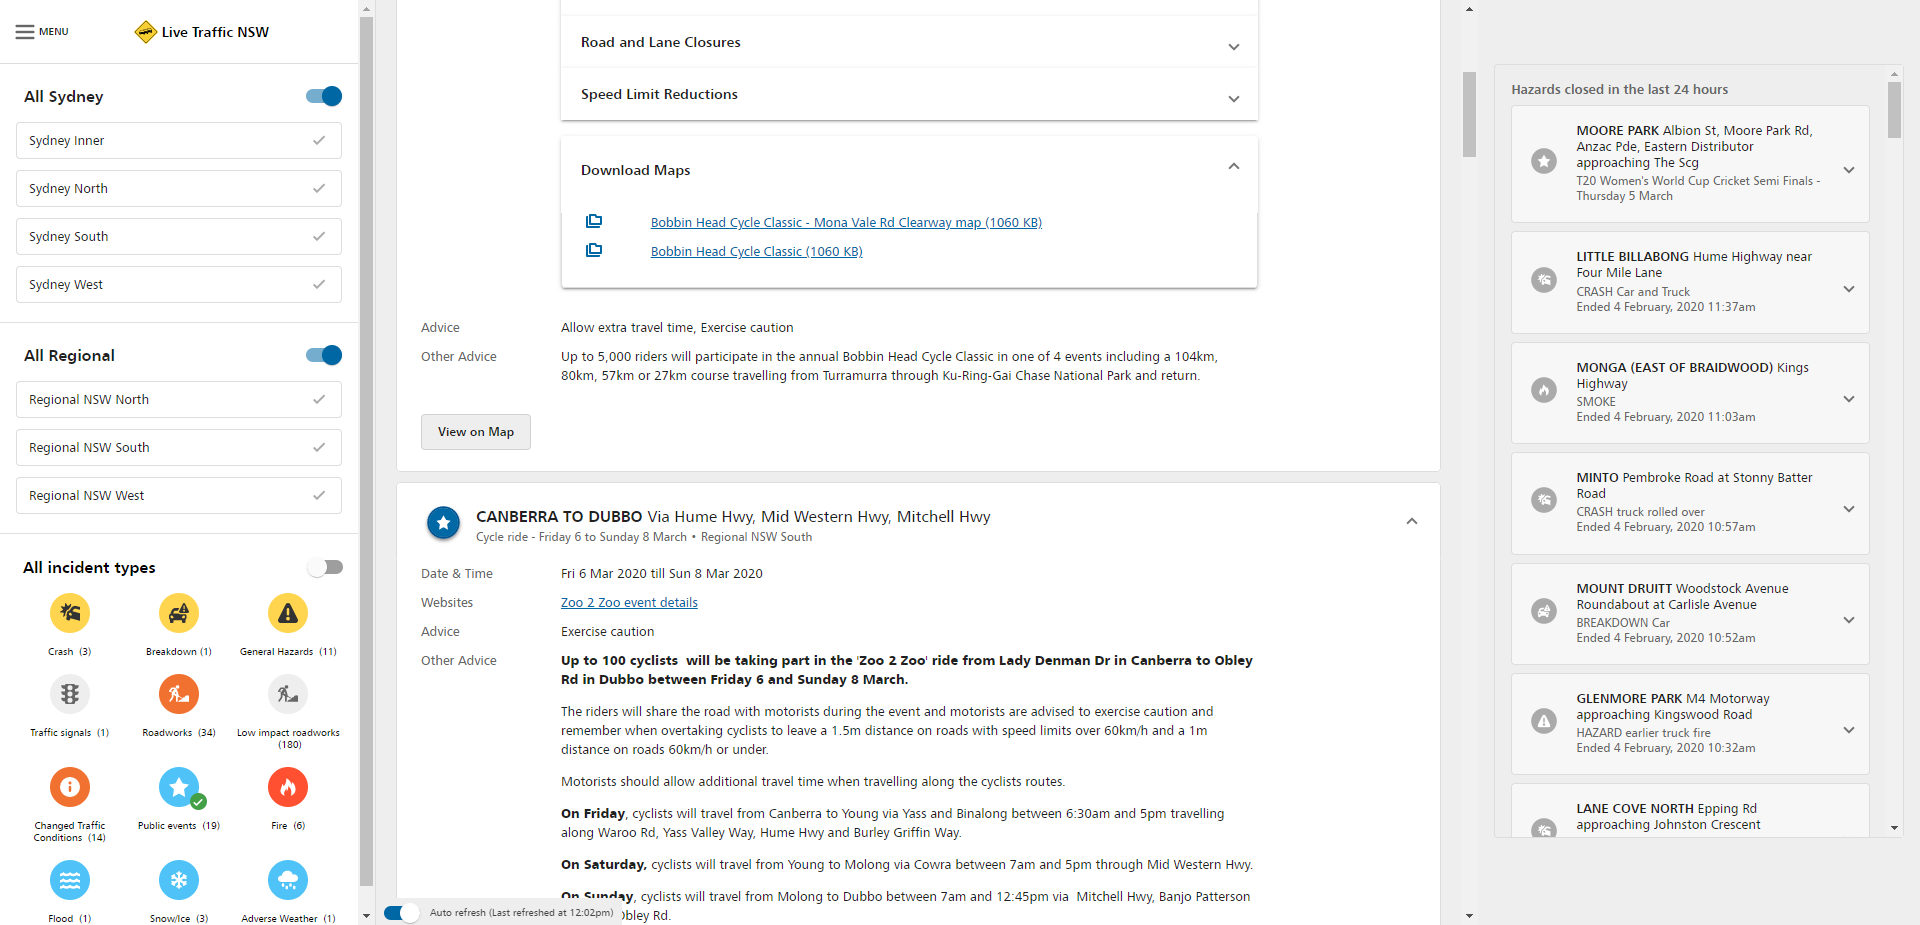 MENU
Live Traffic NSW
All Sydney
Sydney Inner
Sydney North
Sydney South
Sydney West
All Regional
Regional NSW North
Regional NSW South
Regional NSW West
All incident types
Crash (3)
Breakdown (1)
General Hazards (11)
Traffic signals (1)
Roadworks (34)
Low impact roadworks
(180)
Changed Traffic
Conditions (14)
Public events (19)
Fire (6)
Flood (1)
Snow/Ice (3)
Adverse Weather (1)
Road and Lane Closures
Speed Limit Reductions
Download Maps
Bobbin Head Cycle Classic - Mona Vale Rd Clearway map (1060 KB)
Bobbin Head Cycle Classic (1060 KB)
Advice
Allow extra travel time, Exercise caution
Other Advice
Up to 5,000 riders will participate in the annual Bobbin Head Cycle Classic in one of 4 events including a 104km,
80km, 57km or 27km course travelling from Turramurra through Ku-Ring-Gai Chase National Park and return.
View on Map
CANBERRA TO DUBBO Via Hume Hwy, Mid Western Hwy, Mitchell Hwy
Cycle ride - Friday 6 to Sunday 8 March • Regional NSW South
Date & Time
Fri 6 Mar 2020 till Sun 8 Mar 2020
Websites
Zoo 2 Zoo event details
Advice
Exercise caution
Other Advice
Up to 100 cyclists will be taking part in the 'Zoo 2 Zoo' ride from Lady Denman Dr in Canberra to Obley
Rd in Dubbo between Friday 6 and Sunday 8 March.
The riders will share the road with motorists during the event and motorists are advised to exercise caution and
remember when overtaking cyclists to leave a 1.5m distance on roads with speed limits over 60km/h and a 1m
distance on roads 60km/h or under.
Motorists should allow additional travel time when travelling along the cyclists routes.
On Friday, cyclists will travel from Canberra to Young via Yass and Binalong between 6:30am and 5pm travelling
along Waroo Rd, Yass Valley Way, Hume Hwy and Burley Griffin Way.
On Saturday, cyclists will travel from Young to Molong via Cowra between 7am and 5pm through Mid Western Hwy.
On Sunday, cyclists will travel from Molong to Dubbo between 7am and 12:45pm via Mitchell Hwy, Banjo Patterson
Obley Rd.
Auto refresh (Last refreshed at 12:02pm)
Hazards closed in the last 24 hours
MOORE PARK Albion St, Moore Park Rd,
Anzac Pde, Eastern Distributor
approaching The Scg
T20 Women's World Cup Cricket Semi Finals -
Thursday 5 March
LITTLE BILLABONG Hume Highway near
Four Mile Lane
CRASH Car and Truck
Ended 4 February, 2020 11:37am
MONGA (EAST OF BRAIDWOOD) Kings
Highway
SMOKE
Ended 4 February, 2020 11:03am
MINTO Pembroke Road at Stonny Batter
Road
CRASH truck rolled over
Ended 4 February, 2020 10:57am
MOUNT DRUITT Woodstock Avenue
Roundabout at Carlisle Avenue
BREAKDOWN Car
Ended 4 February, 2020 10:52am
GLENMORE PARK M4 Motorway
approaching Kingswood Road
HAZARD earlier truck fire
Ended 4 February, 2020 10:32am
LANE COVE NORTH Epping Rd
approaching Johnston Crescent